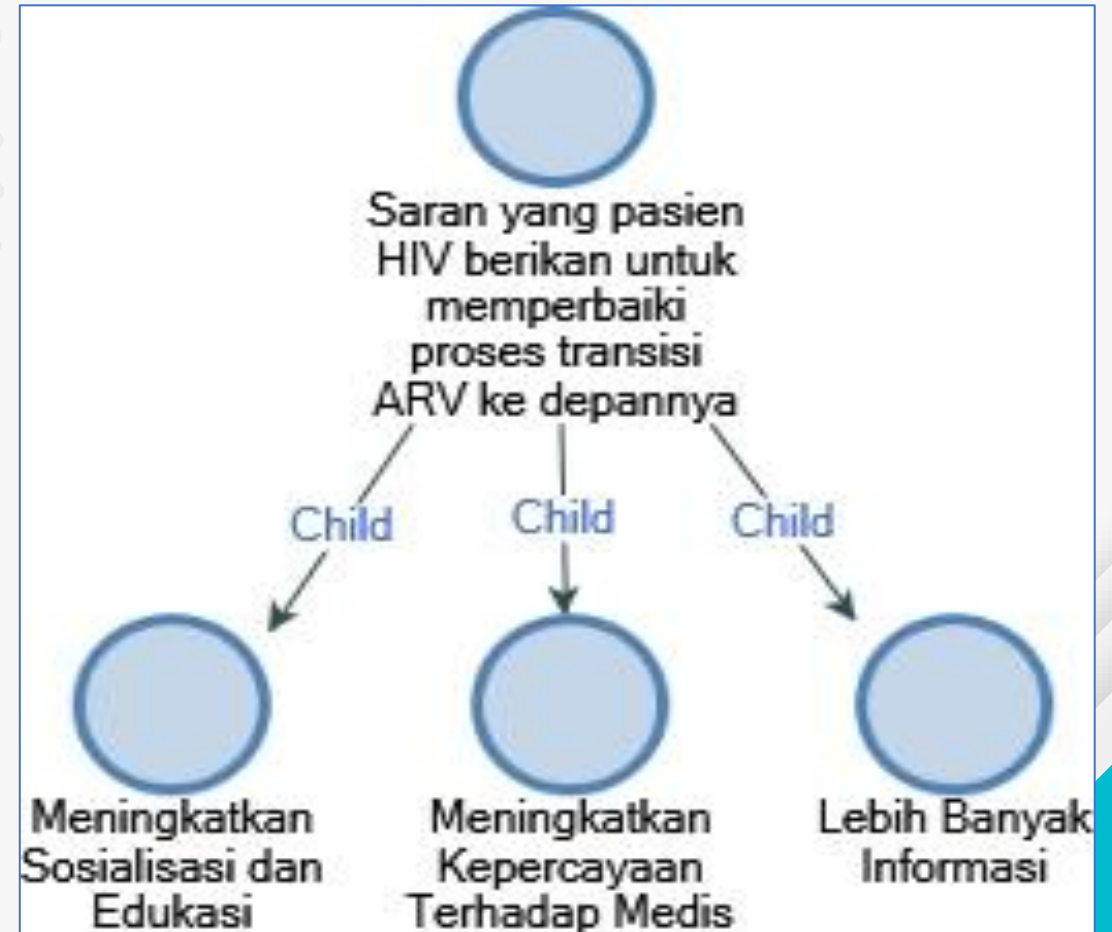 Saran yang pasien
HIV berikan untuk
memperbaiki
proses transisi
ARV ke depannya
Child
Child
Child
Meningkatkan
Sosialisasi dan
Edukasi
Meningkatkan
Kepercayaan
Terhadap Medis
Lebih Banyak
Informasi